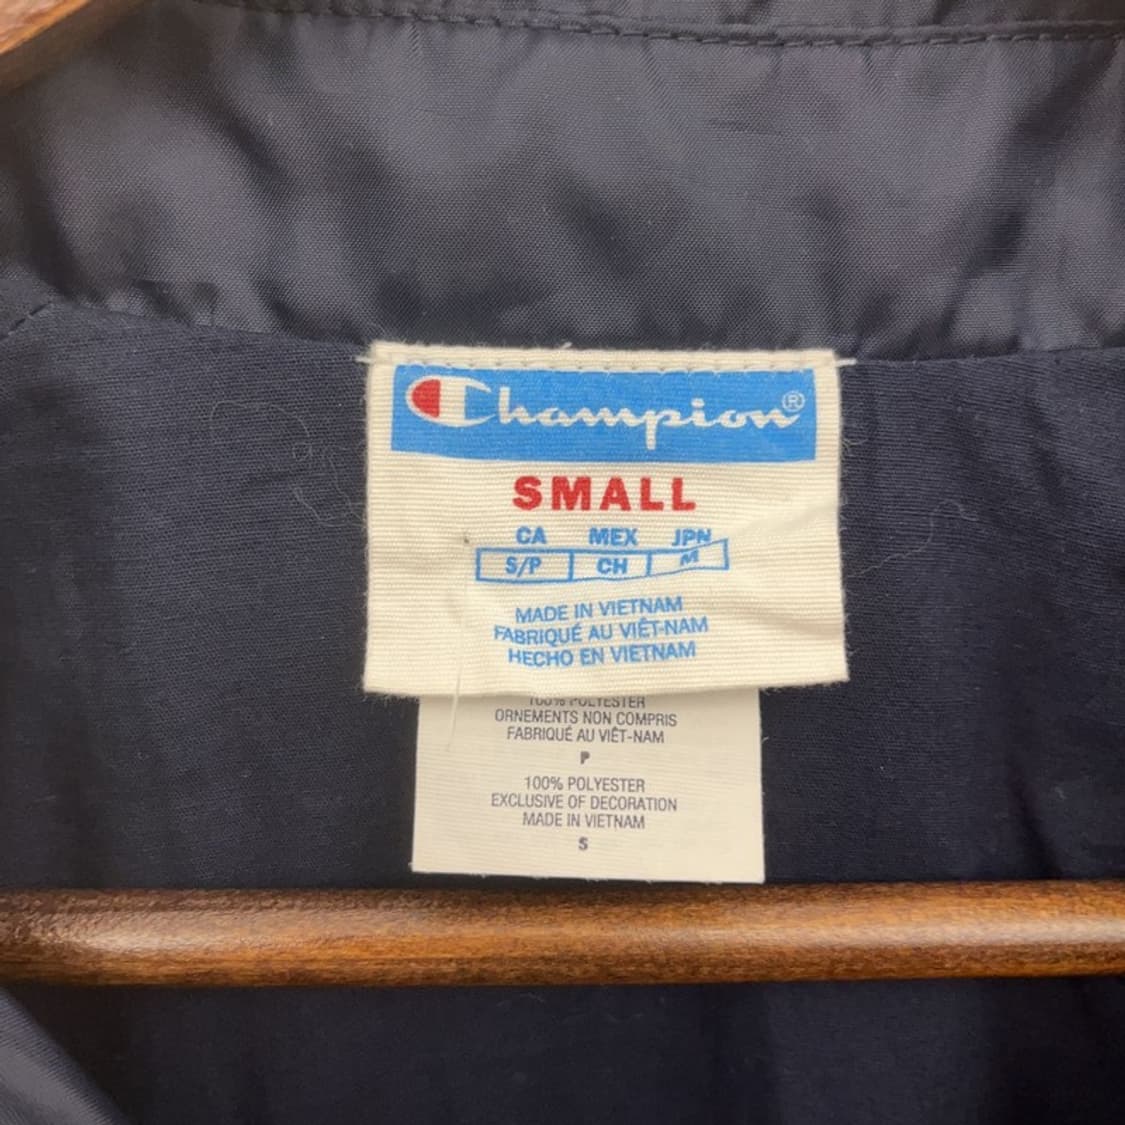 Champion®
SMALL
CA MEX JPN
S/P CH M
MADE IN VIETNAM
FABRIQUÉ AU VIÊT-NAM
HECHO EN VIETNAM
100% POLYESTER
ORNEMENTS NON COMPRIS
FABRIQUÉ AU VIÊT-NAM
P
100% POLYESTER
EXCLUSIVE OF DECORATION
MADE IN VIETNAM
S